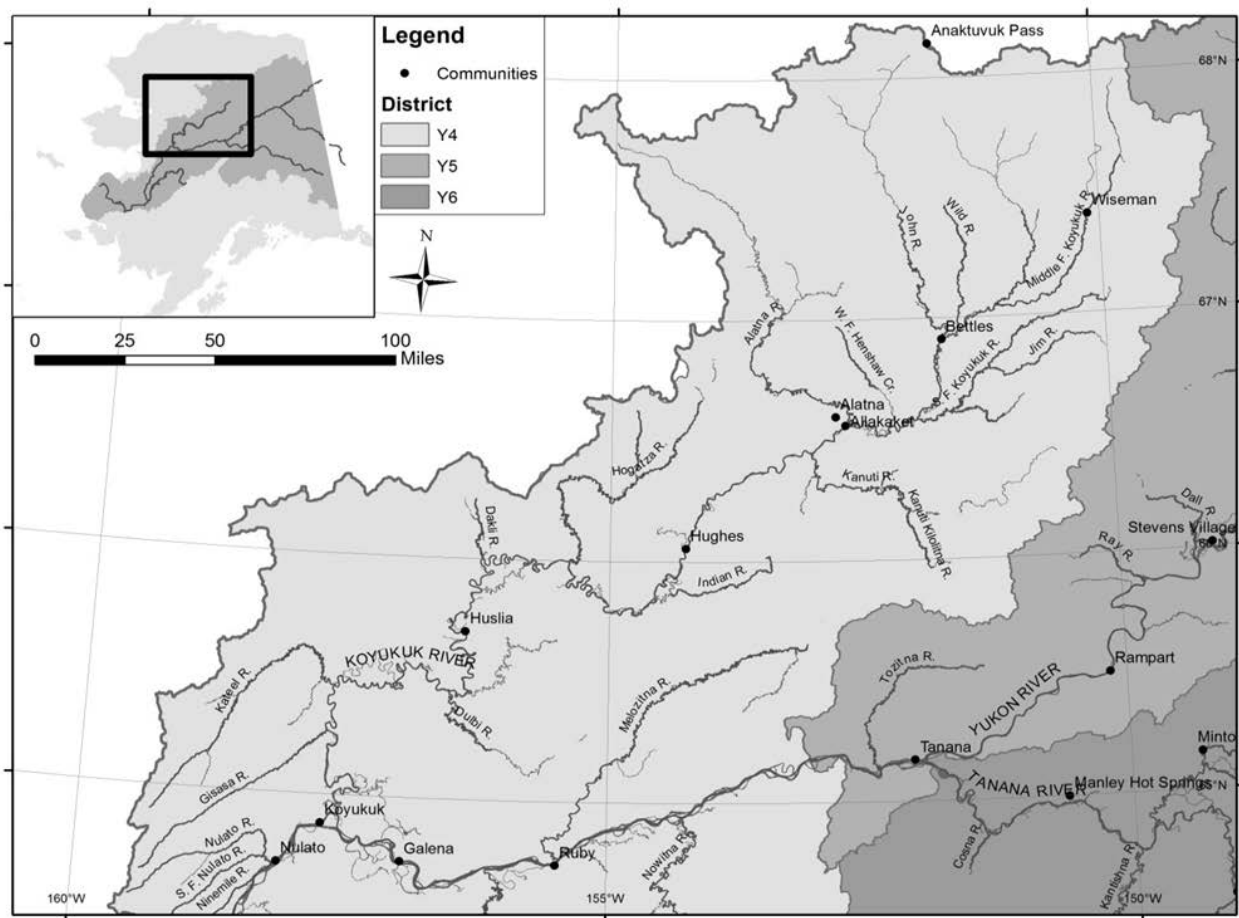 Legend
Communities
District
Y4
Y5
Y6
N
0 25 50 100
Miles
Anaktuvuk Pass
68°N
Wiseman
John R.
Wild R.
Middle F. Koyukuk R.
67°N
Alatna R.
W. F. Henshaw Cr.
Bettles
S. F. Koyukuk R.
Jim R.
Alatna
Allakaket
Hogatza R.
Kanuti R.
Kanuti Kilolitna R.
Dall R.
Stevens Village
66°N
Ray R.
Dakli R.
Hughes
Indian R.
Huslia
KOYUKUK RIVER
Kateel R.
Dulbi R.
Melozitna R.
Tozitna R.
Rampart
YUKON RIVER
Tanana
Minto
TANANA RIVER
Manley Hot Springs
65°N
Gisasa R.
Koyukuk
Nulato R.
Nulato
Galena
Ruby
S. F. Nulato R.
Ninemile R.
Nowitna R.
Cosna R.
Kantishna R.
160°W
155°W
150°W